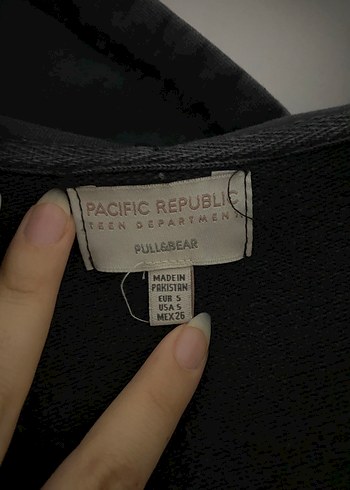 PACIFIC REPUBLIC
TEEN DEPARTMENT
PULL&BEAR
MADE IN
PAKISTAN
EUR S
USA S
MEX 26